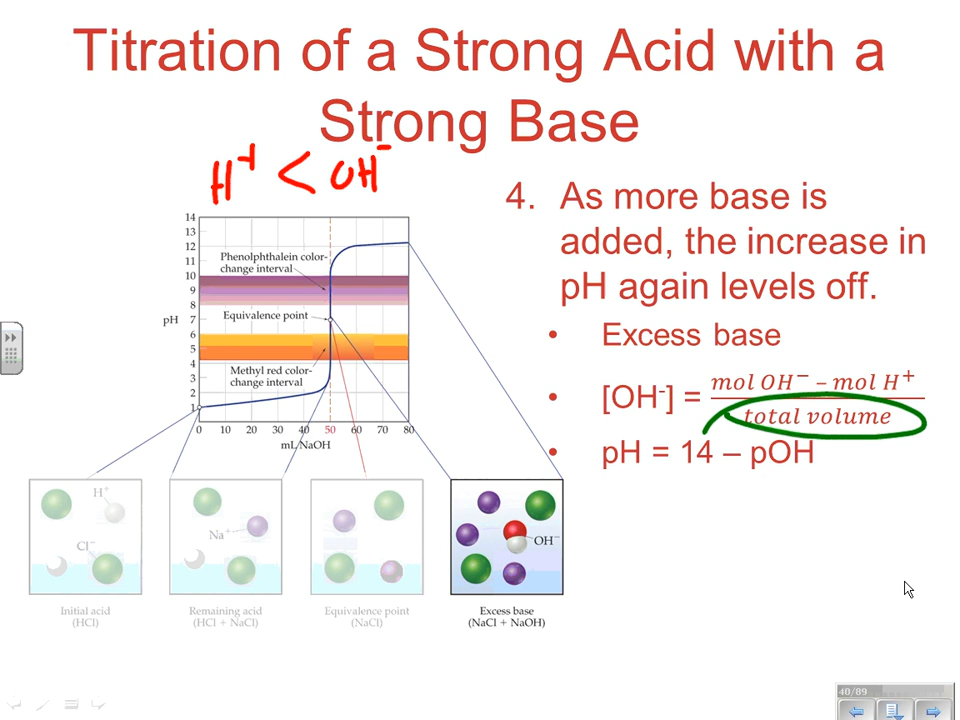 Titration of a Strong Acid with a
Strong Base
H⁺ < OH⁻
4. As more base is
added, the increase in
pH again levels off.
• Excess base
• [OH-] = mol OH⁻ – mol H⁺
total volume
• pH = 14 – pOH
14
13
12
11
10
9
8
7
6
5
4
3
2
1
pH
Phenolphthalein color-
change interval
Equivalence point
Methyl red color-
change interval
0 10 20 30 40 50 60 70 80
mL NaOH
H⁺
Cl⁻
Na⁺
OH⁻
Initial acid
(HCl)
Remaining acid
(HCl + NaCl)
Equivalence point
(NaCl)
Excess base
(NaCl + NaOH)
40/89